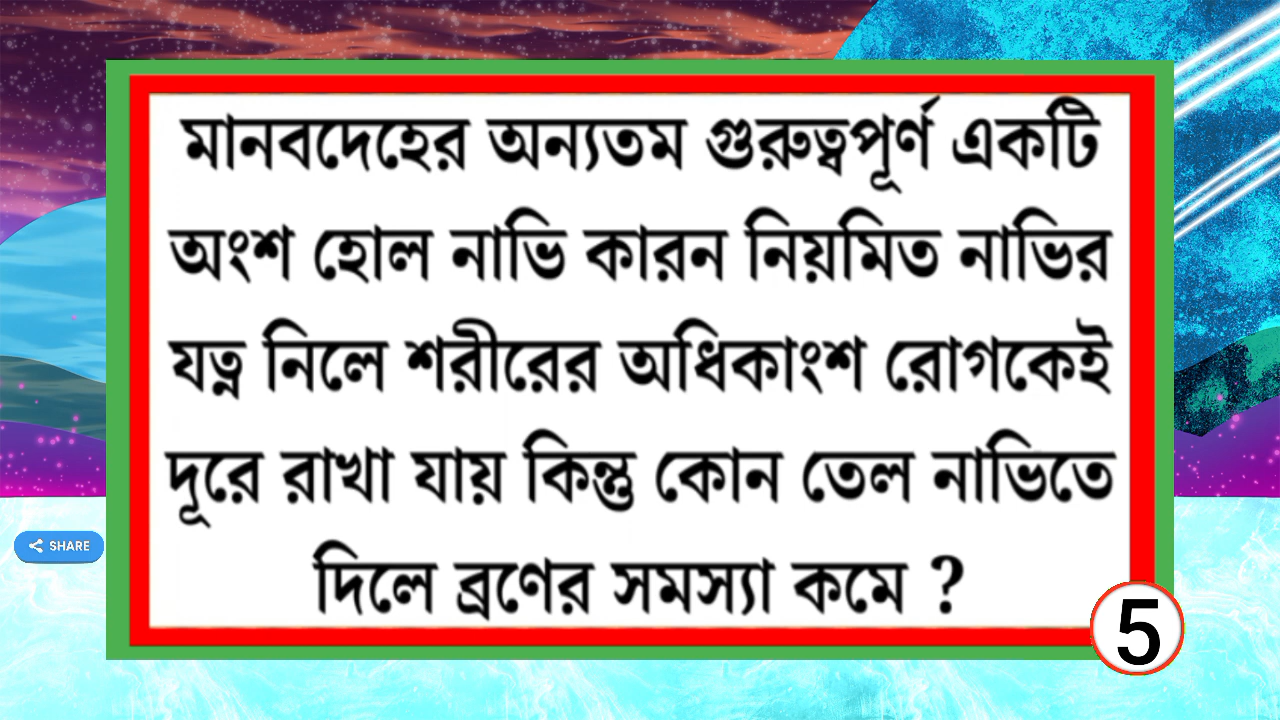 মানবদেহের অন্যতম গুরুত্বপূর্ণ একটি
অংশ হোল নাভি কারন নিয়মিত নাভির
যত্ন নিলে শরীরের অধিকাংশ রোগকেই
দূরে রাখা যায় কিন্তু কোন তেল নাভিতে
দিলে ব্রণের সমস্যা কমে ?
SHARE
5